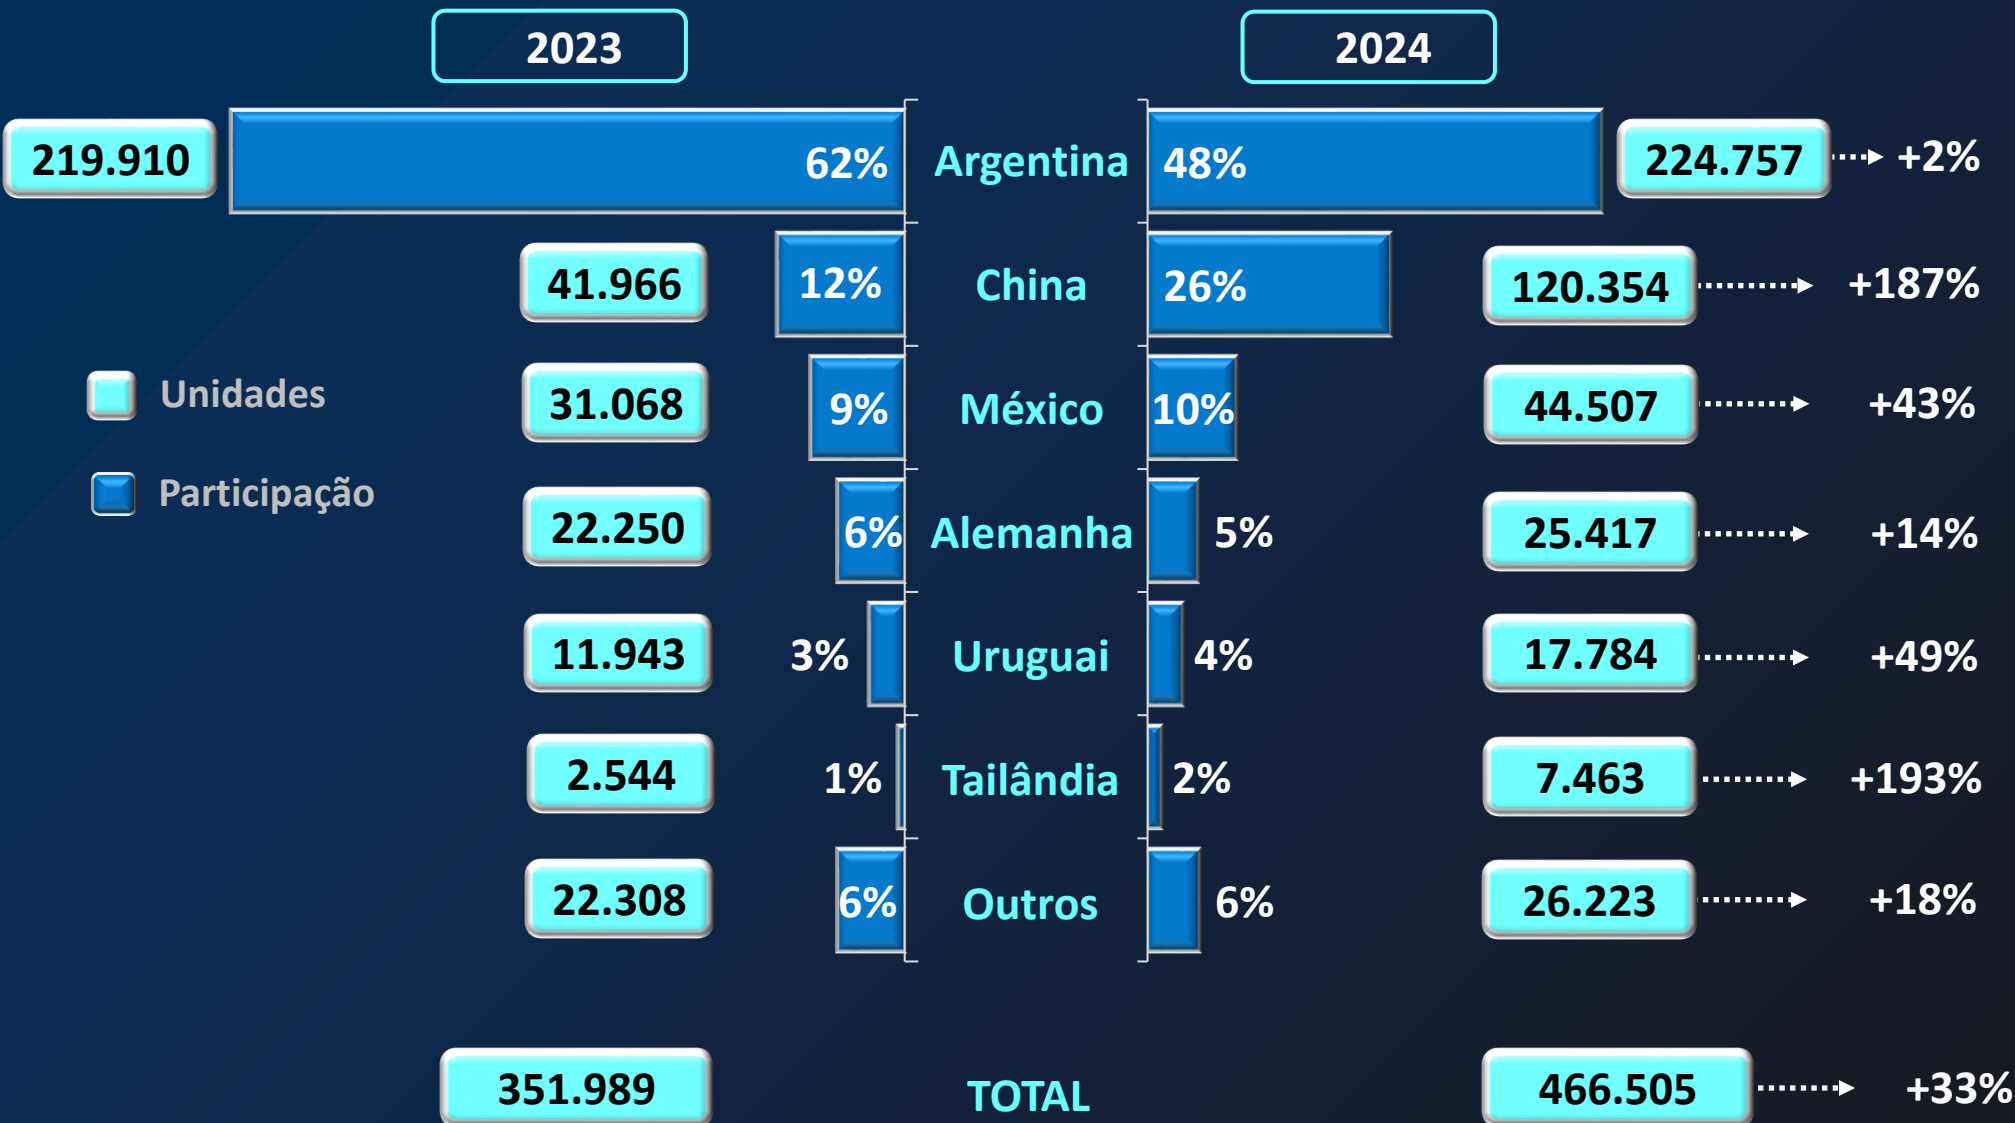 2023 2024
219.910 62% Argentina 48% 224.757 +2%
41.966 12% China 26% 120.354 +187%
31.068 9% México 10% 44.507 +43%
Unidades
22.250 6% Alemanha 5% 25.417 +14%
Participação
11.943 3% Uruguai 4% 17.784 +49%
2.544 1% Tailândia 2% 7.463 +193%
22.308 6% Outros 6% 26.223 +18%
351.989 TOTAL 466.505 +33%